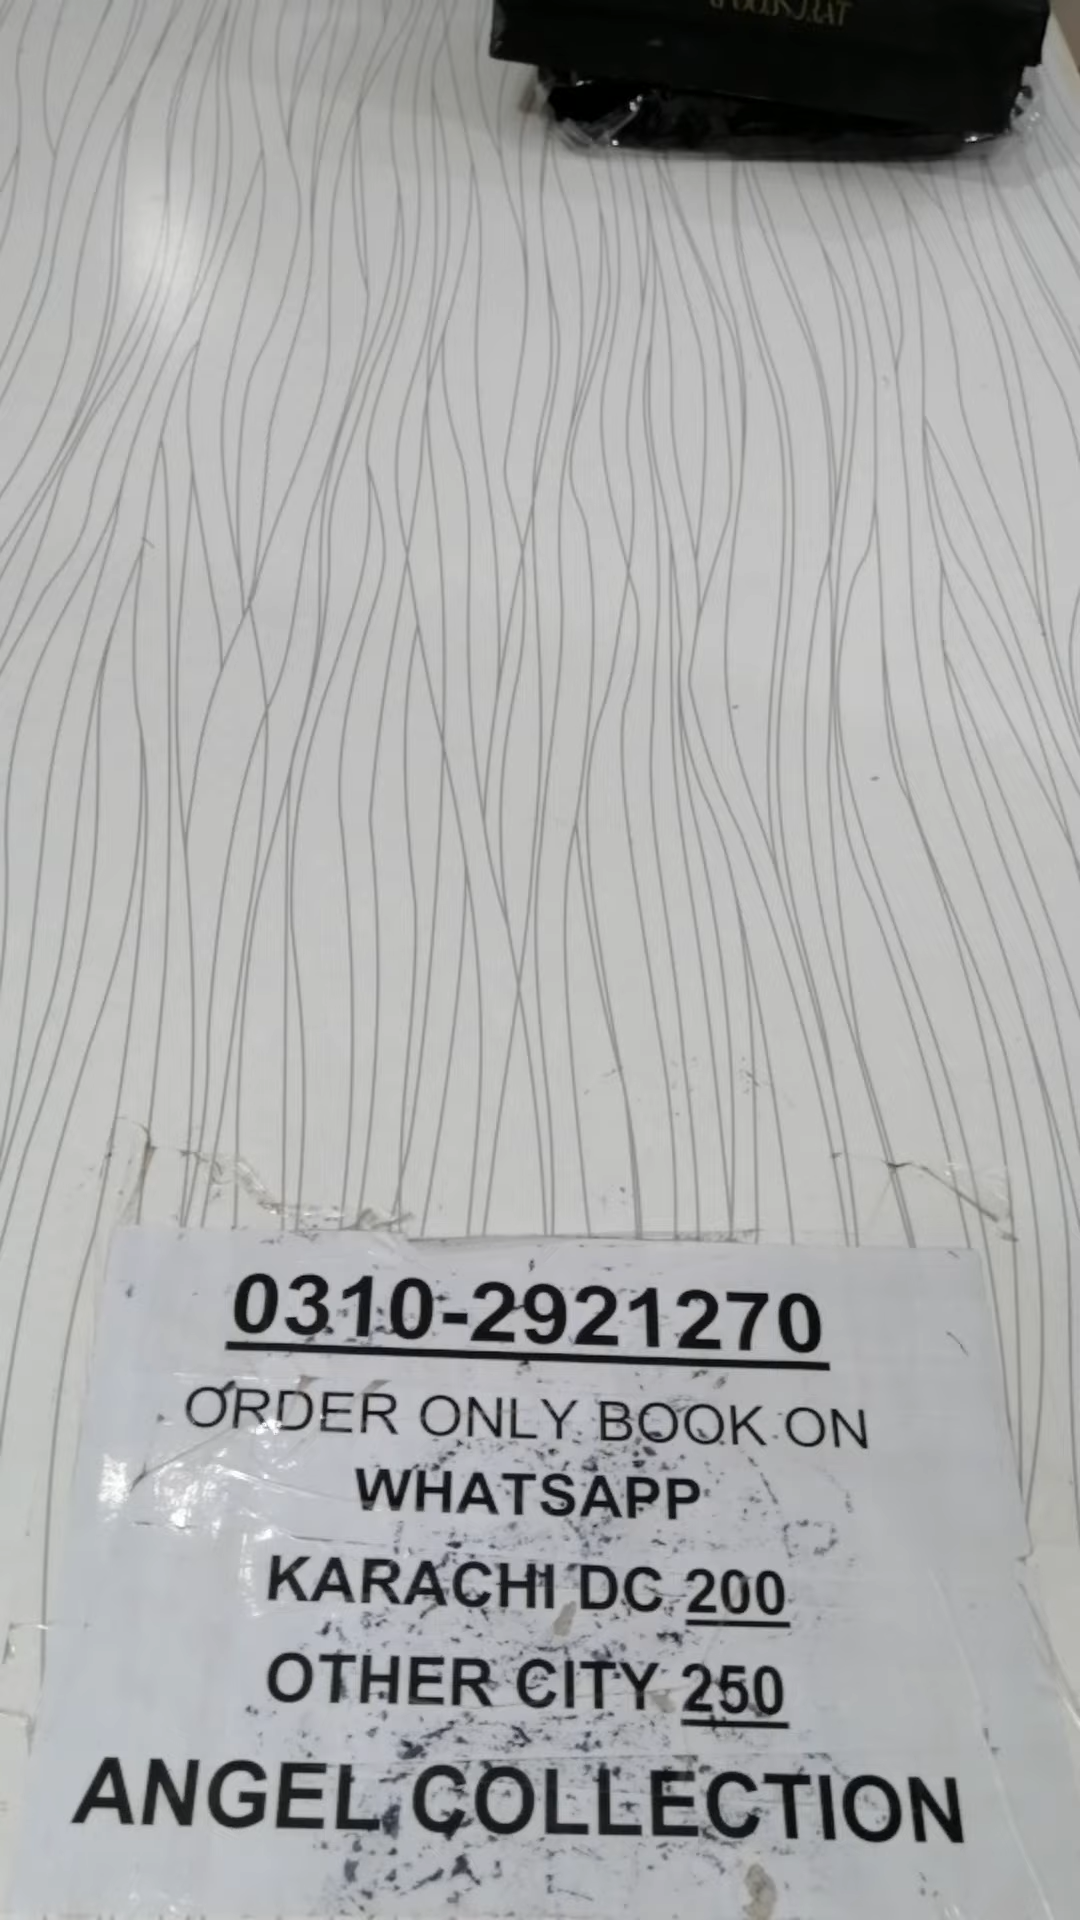 0310-2921270
ORDER ONLY BOOK ON
WHATSAPP
KARACHI DC 200
OTHER CITY 250
ANGEL COLLECTION